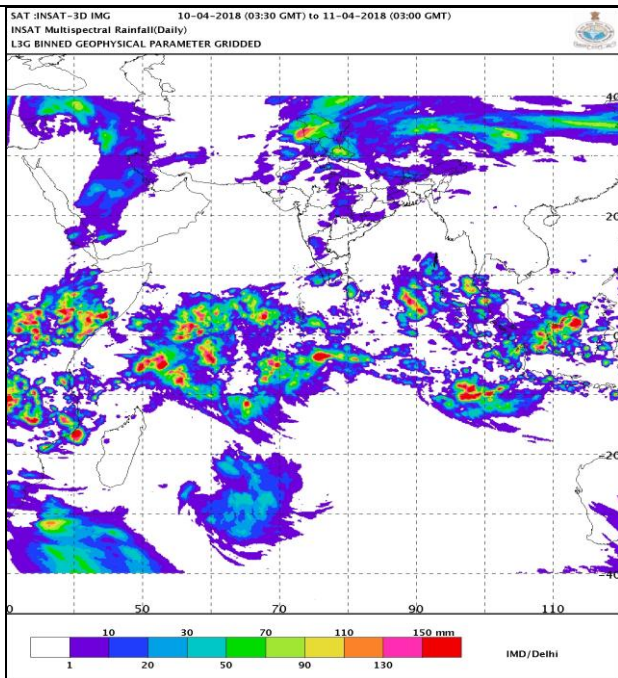 SAT :INSAT-3D IMG 10-04-2018 (03:30 GMT) to 11-04-2018 (03:00 GMT)
INSAT Multispectral Rainfall(Daily)
L3G BINNED GEOPHYSICAL PARAMETER GRIDDED
40
20
0
-20
-40
0 50 70 90 110
10 30 70 110 150 mm
1 20 50 90 130
IMD/Delhi